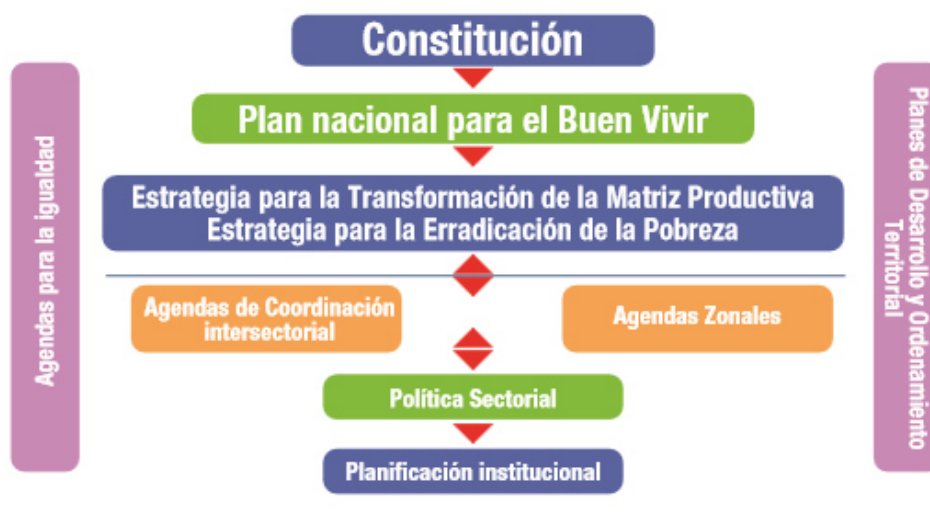 Constitución
Plan nacional para el Buen Vivir
Estrategia para la Transformación de la Matriz Productiva
Estrategia para la Erradicación de la Pobreza
Agendas de Coordinación
intersectorial
Agendas Zonales
Política Sectorial
Planificación institucional
Agendas para la igualdad
Planes de Desarrollo y Ordenamiento
Territorial